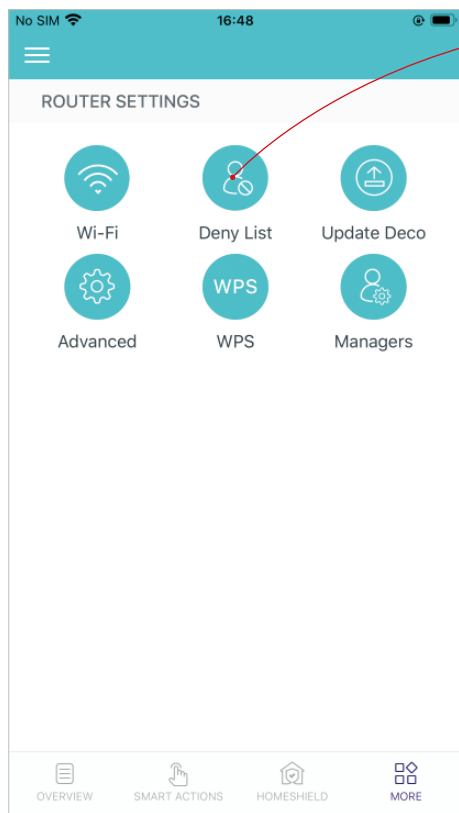 No SIM 16:48
ROUTER SETTINGS
Wi-Fi Deny List Update Deco
WPS
Advanced WPS Managers
OVERVIEW SMART ACTIONS HOMESHIELD MORE